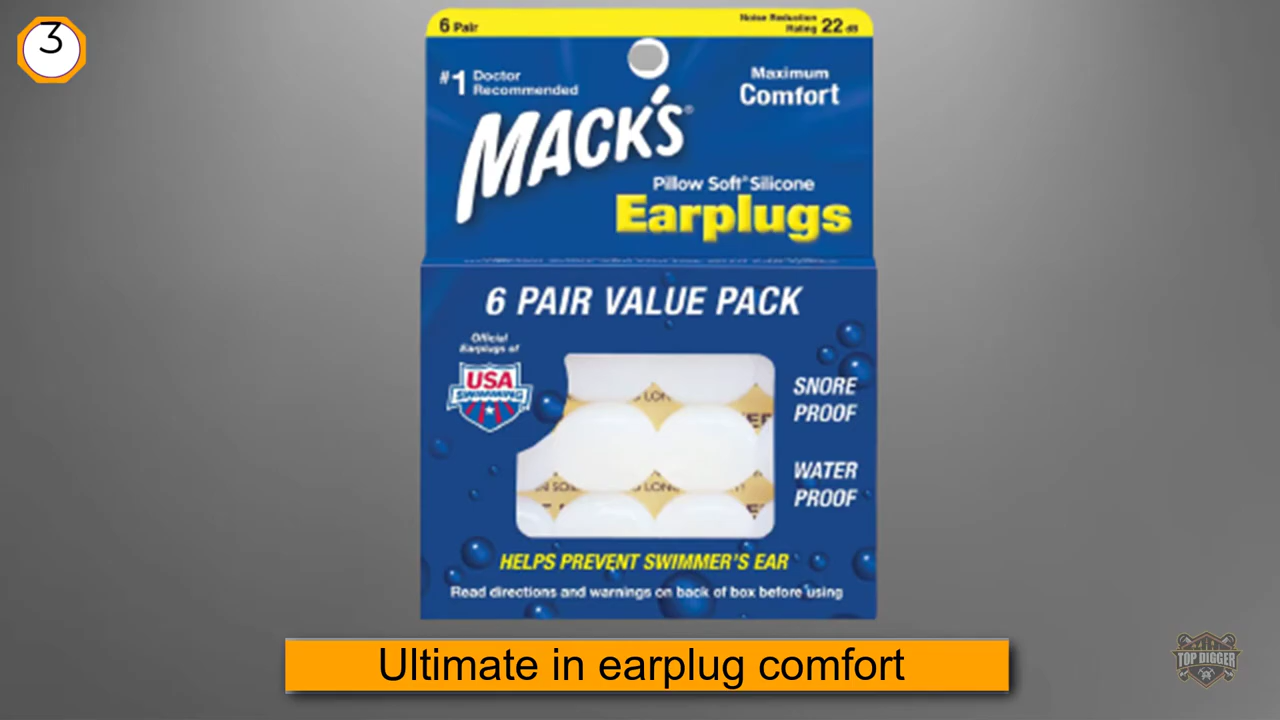 3
6 Pair
Noise Reduction
Rating 22 dB
#1 Doctor
Recommended
Maximum
Comfort
MACK'S®
Pillow Soft® Silicone
Earplugs
6 PAIR VALUE PACK
Official
Earplugs of
USA
SWIMMING
SNORE
PROOF
WATER
PROOF
HELPS PREVENT SWIMMER'S EAR
Read directions and warnings on back of box before using
Ultimate in earplug comfort
TOP DIGGER